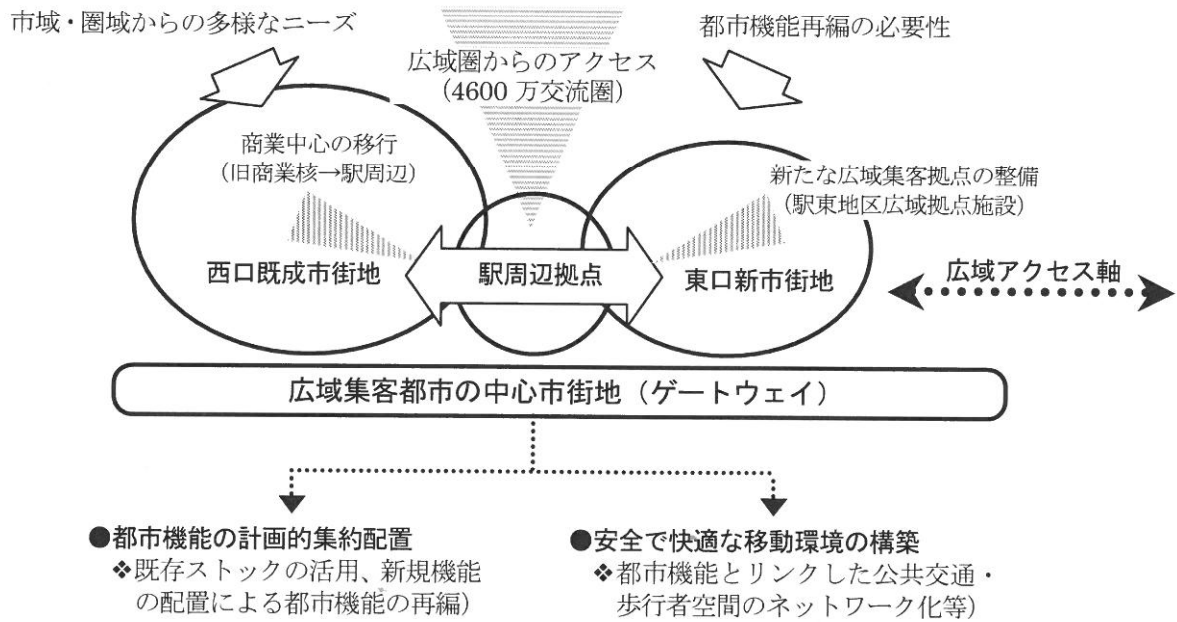 市域・圏域からの多様なニーズ
都市機能再編の必要性
広域圏からのアクセス
(4600 万交流圏)
商業中心の移行
(旧商業核→駅周辺)
新たな広域集客拠点の整備
(駅東地区広域拠点施設)
西口既成市街地
駅周辺拠点
東口新市街地
広域アクセス軸
広域集客都市の中心市街地(ゲートウェイ)
●都市機能の計画的集約配置
❖既存ストックの活用、新規機能
の配置による都市機能の再編)
●安全で快適な移動環境の構築
❖都市機能とリンクした公共交通・
歩行者空間のネットワーク化等)